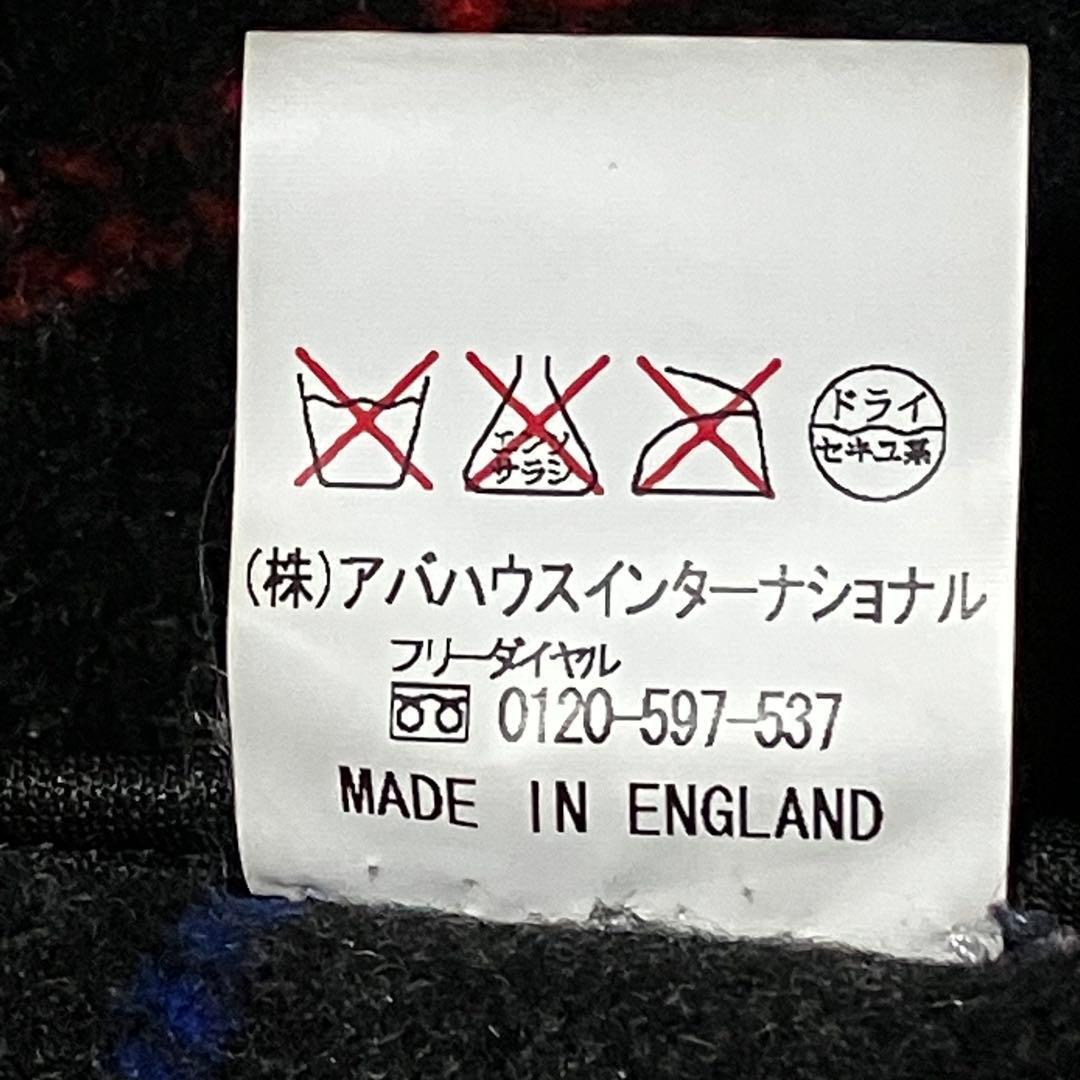 エンソ
サラシ
ドライ
セキユ系
(株)アバハウスインターナショナル
フリーダイヤル
0120-597-537
MADE IN ENGLAND